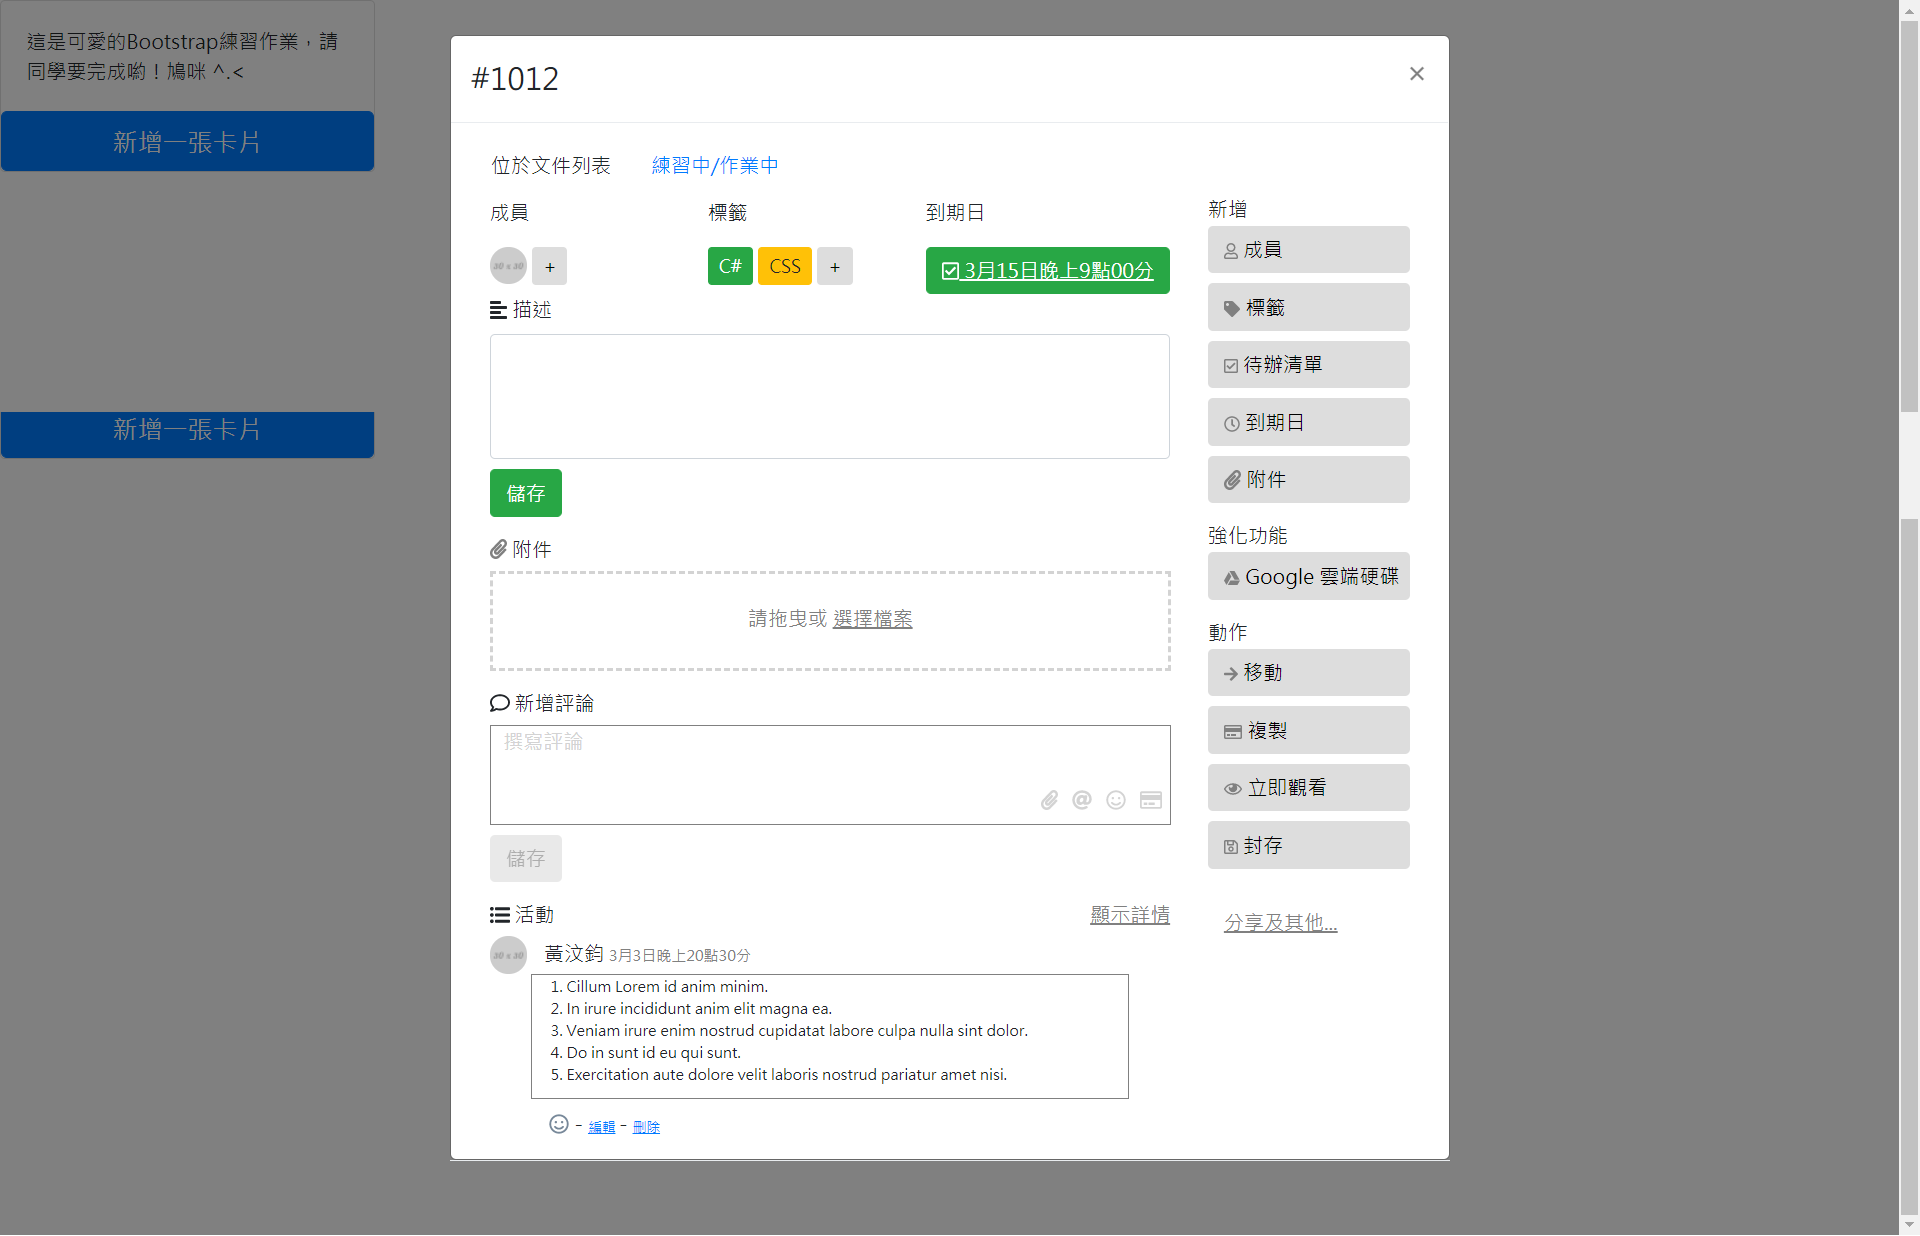 這是可愛的Bootstrap練習作業，請
同學要完成喲！鳩咪 ^.<
新增一張卡片
新增一張卡片
#1012
×
位於文件列表 練習中/作業中
成員 標籤 到期日
30 x 30 + C# CSS + 3月15日晚上9點00分
描述
儲存
附件
請拖曳或 選擇檔案
新增評論
撰寫評論
儲存
活動 顯示詳情
30 x 30 黃汶鈞 3月3日晚上20點30分
1. Cillum Lorem id anim minim.
2. In irure incididunt anim elit magna ea.
3. Veniam irure enim nostrud cupidatat labore culpa nulla sint dolor.
4. Do in sunt id eu qui sunt.
5. Exercitation aute dolore velit laboris nostrud pariatur amet nisi.
- 編輯 - 刪除
新增
成員
標籤
待辦清單
到期日
附件
強化功能
Google 雲端硬碟
動作
移動
複製
立即觀看
封存
分享及其他...